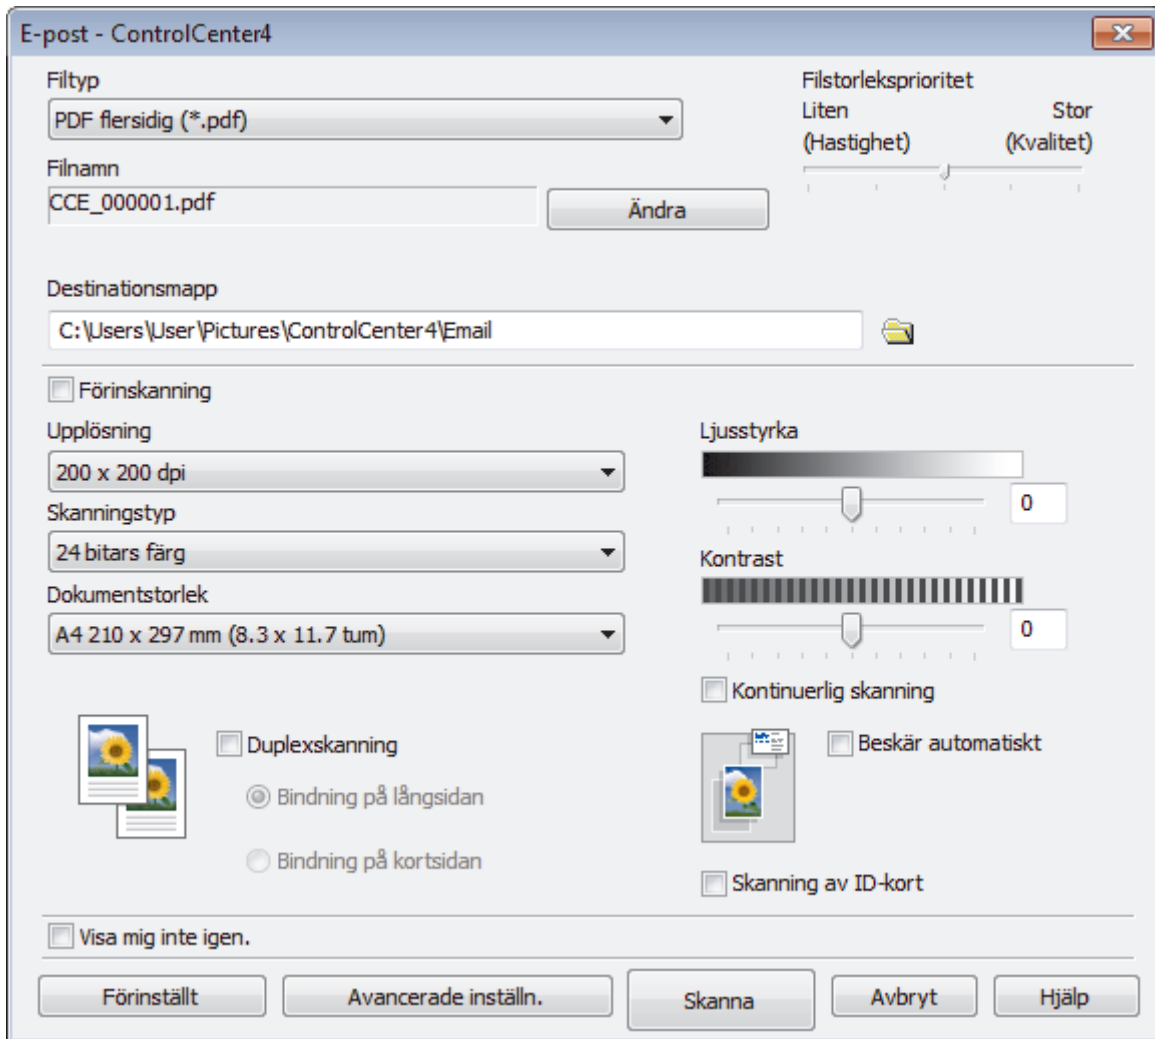 E-post - ControlCenter4
Filtyp
PDF flersidig (*.pdf)
Filstorleksprioritet
Liten Stor
(Hastighet) (Kvalitet)
Filnamn
CCE_000001.pdf
Ändra
Destinationsmapp
C:\Users\User\Pictures\ControlCenter4\Email
Förinskanning
Upplösning
200 x 200 dpi
Skanningstyp
24 bitars färg
Dokumentstorlek
A4 210 x 297 mm (8.3 x 11.7 tum)
Ljusstyrka
0
Kontrast
0
Kontinuerlig skanning
Duplexskanning
Bindning på långsidan
Bindning på kortsidan
Beskär automatiskt
Skanning av ID-kort
Visa mig inte igen.
Förinställt Avancerade inställn. Skanna Avbryt Hjälp